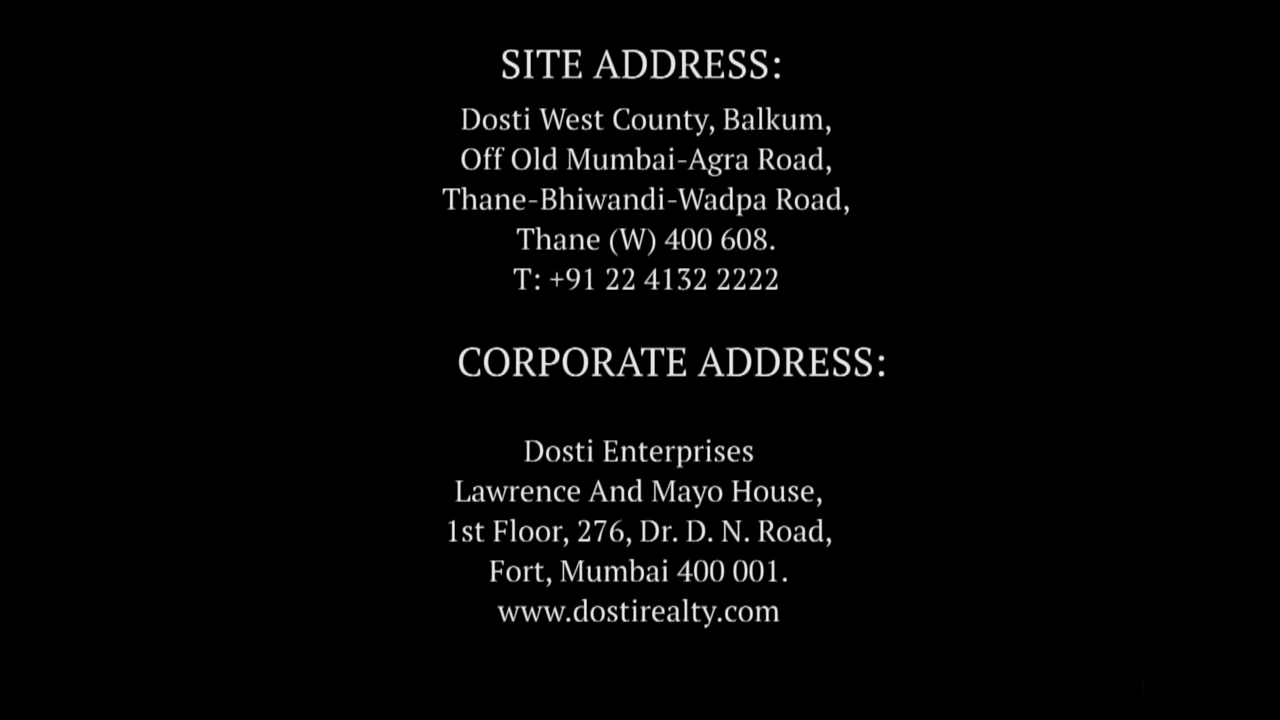 SITE ADDRESS:
Dosti West County, Balkum,
Off Old Mumbai-Agra Road,
Thane-Bhiwandi-Wadpa Road,
Thane (W) 400 608.
T: +91 22 4132 2222
CORPORATE ADDRESS:
Dosti Enterprises
Lawrence And Mayo House,
1st Floor, 276, Dr. D. N. Road,
Fort, Mumbai 400 001.
www.dostirealty.com